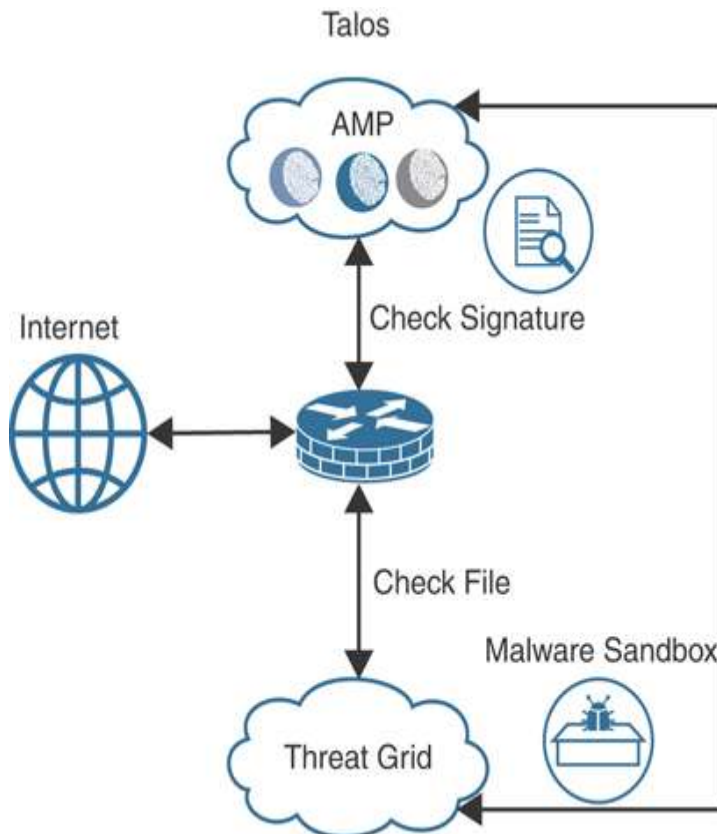 Talos
AMP
Check Signature
Internet
Check File
Malware Sandbox
Threat Grid